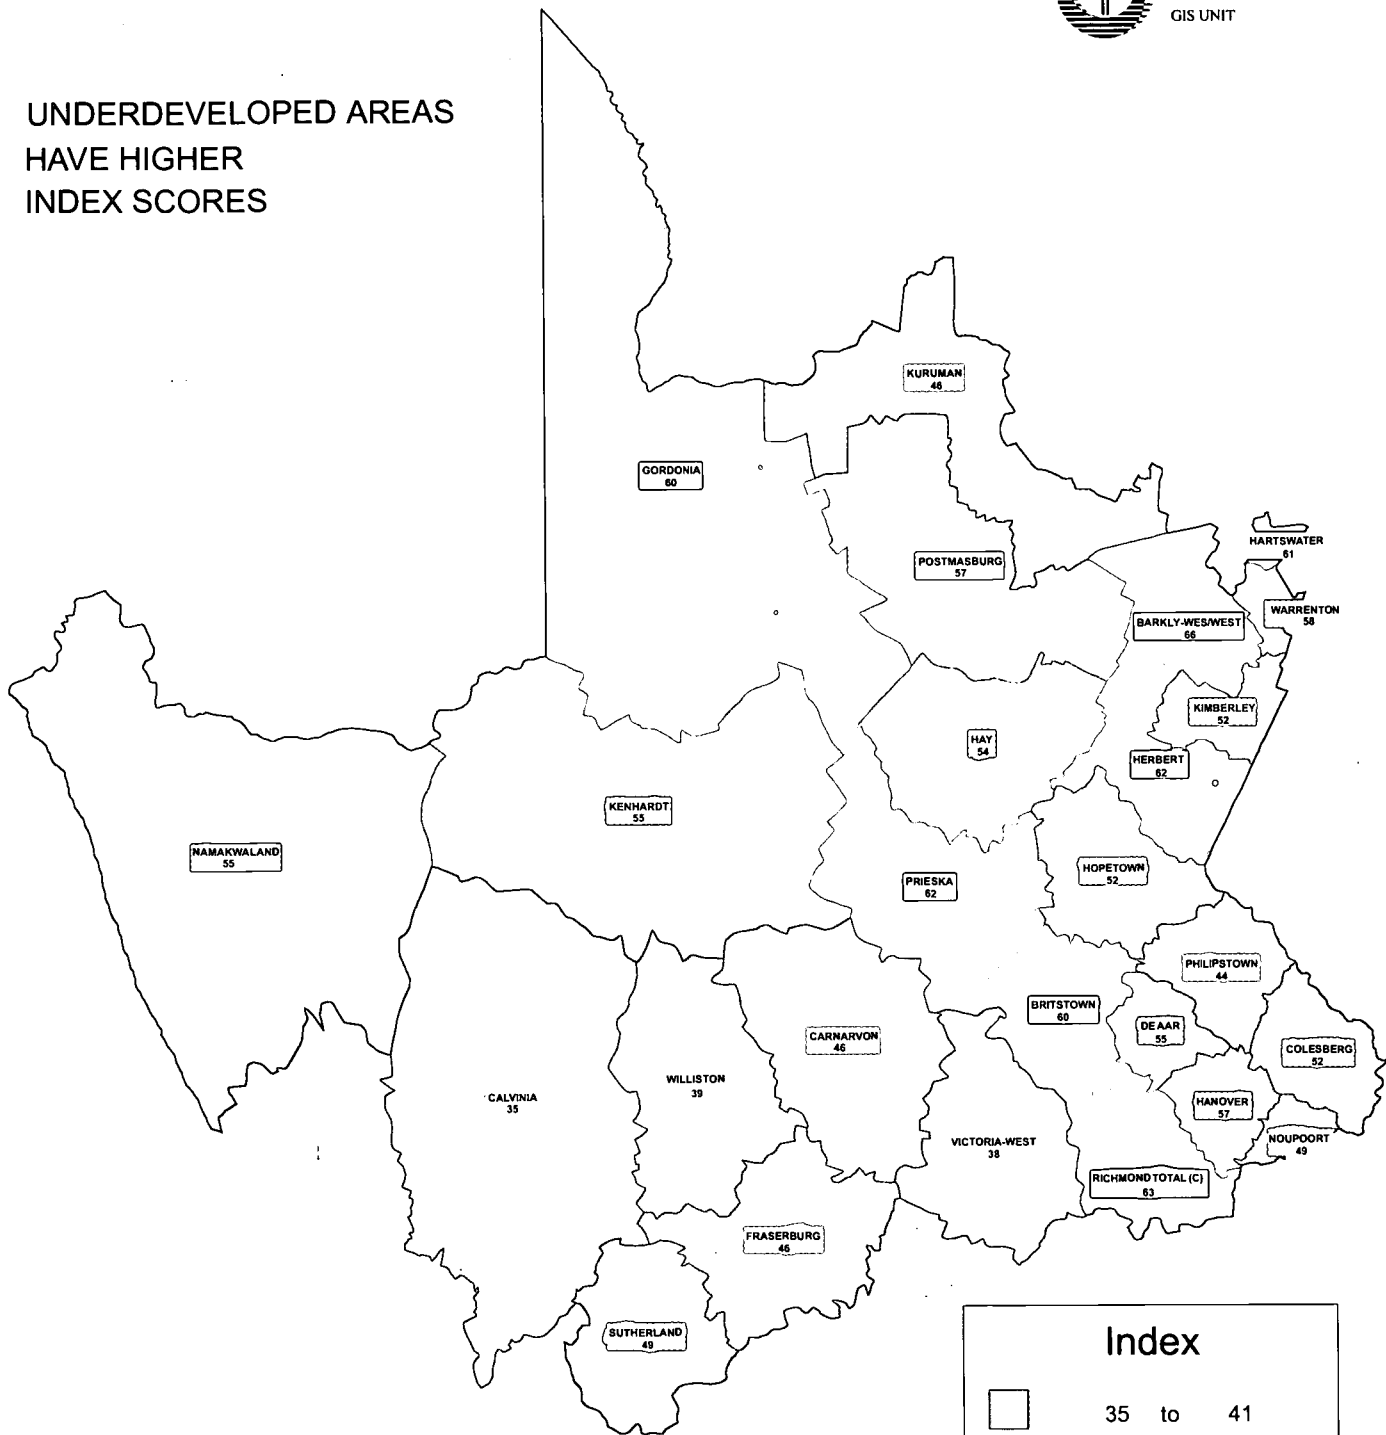 GIS UNIT
UNDERDEVELOPED AREAS
HAVE HIGHER
INDEX SCORES
KURUMAN
46
GORDONIA
60
HARTSWATER
61
POSTMASBURG
57
WARRENTON
58
BARKLY-WES/WEST
66
KIMBERLEY
52
HAY
54
HERBERT
62
KENHARDT
55
NAMAKWALAND
55
HOPETOWN
52
PRIESKA
62
PHILIPSTOWN
44
BRITSTOWN
60
DE AAR
55
CARNARVON
46
COLESBERG
52
WILLISTON
39
CALVINIA
35
HANOVER
57
NOUPOORT
49
VICTORIA-WEST
38
RICHMOND TOTAL (C)
63
FRASERBURG
46
SUTHERLAND
49
Index
35 to 41